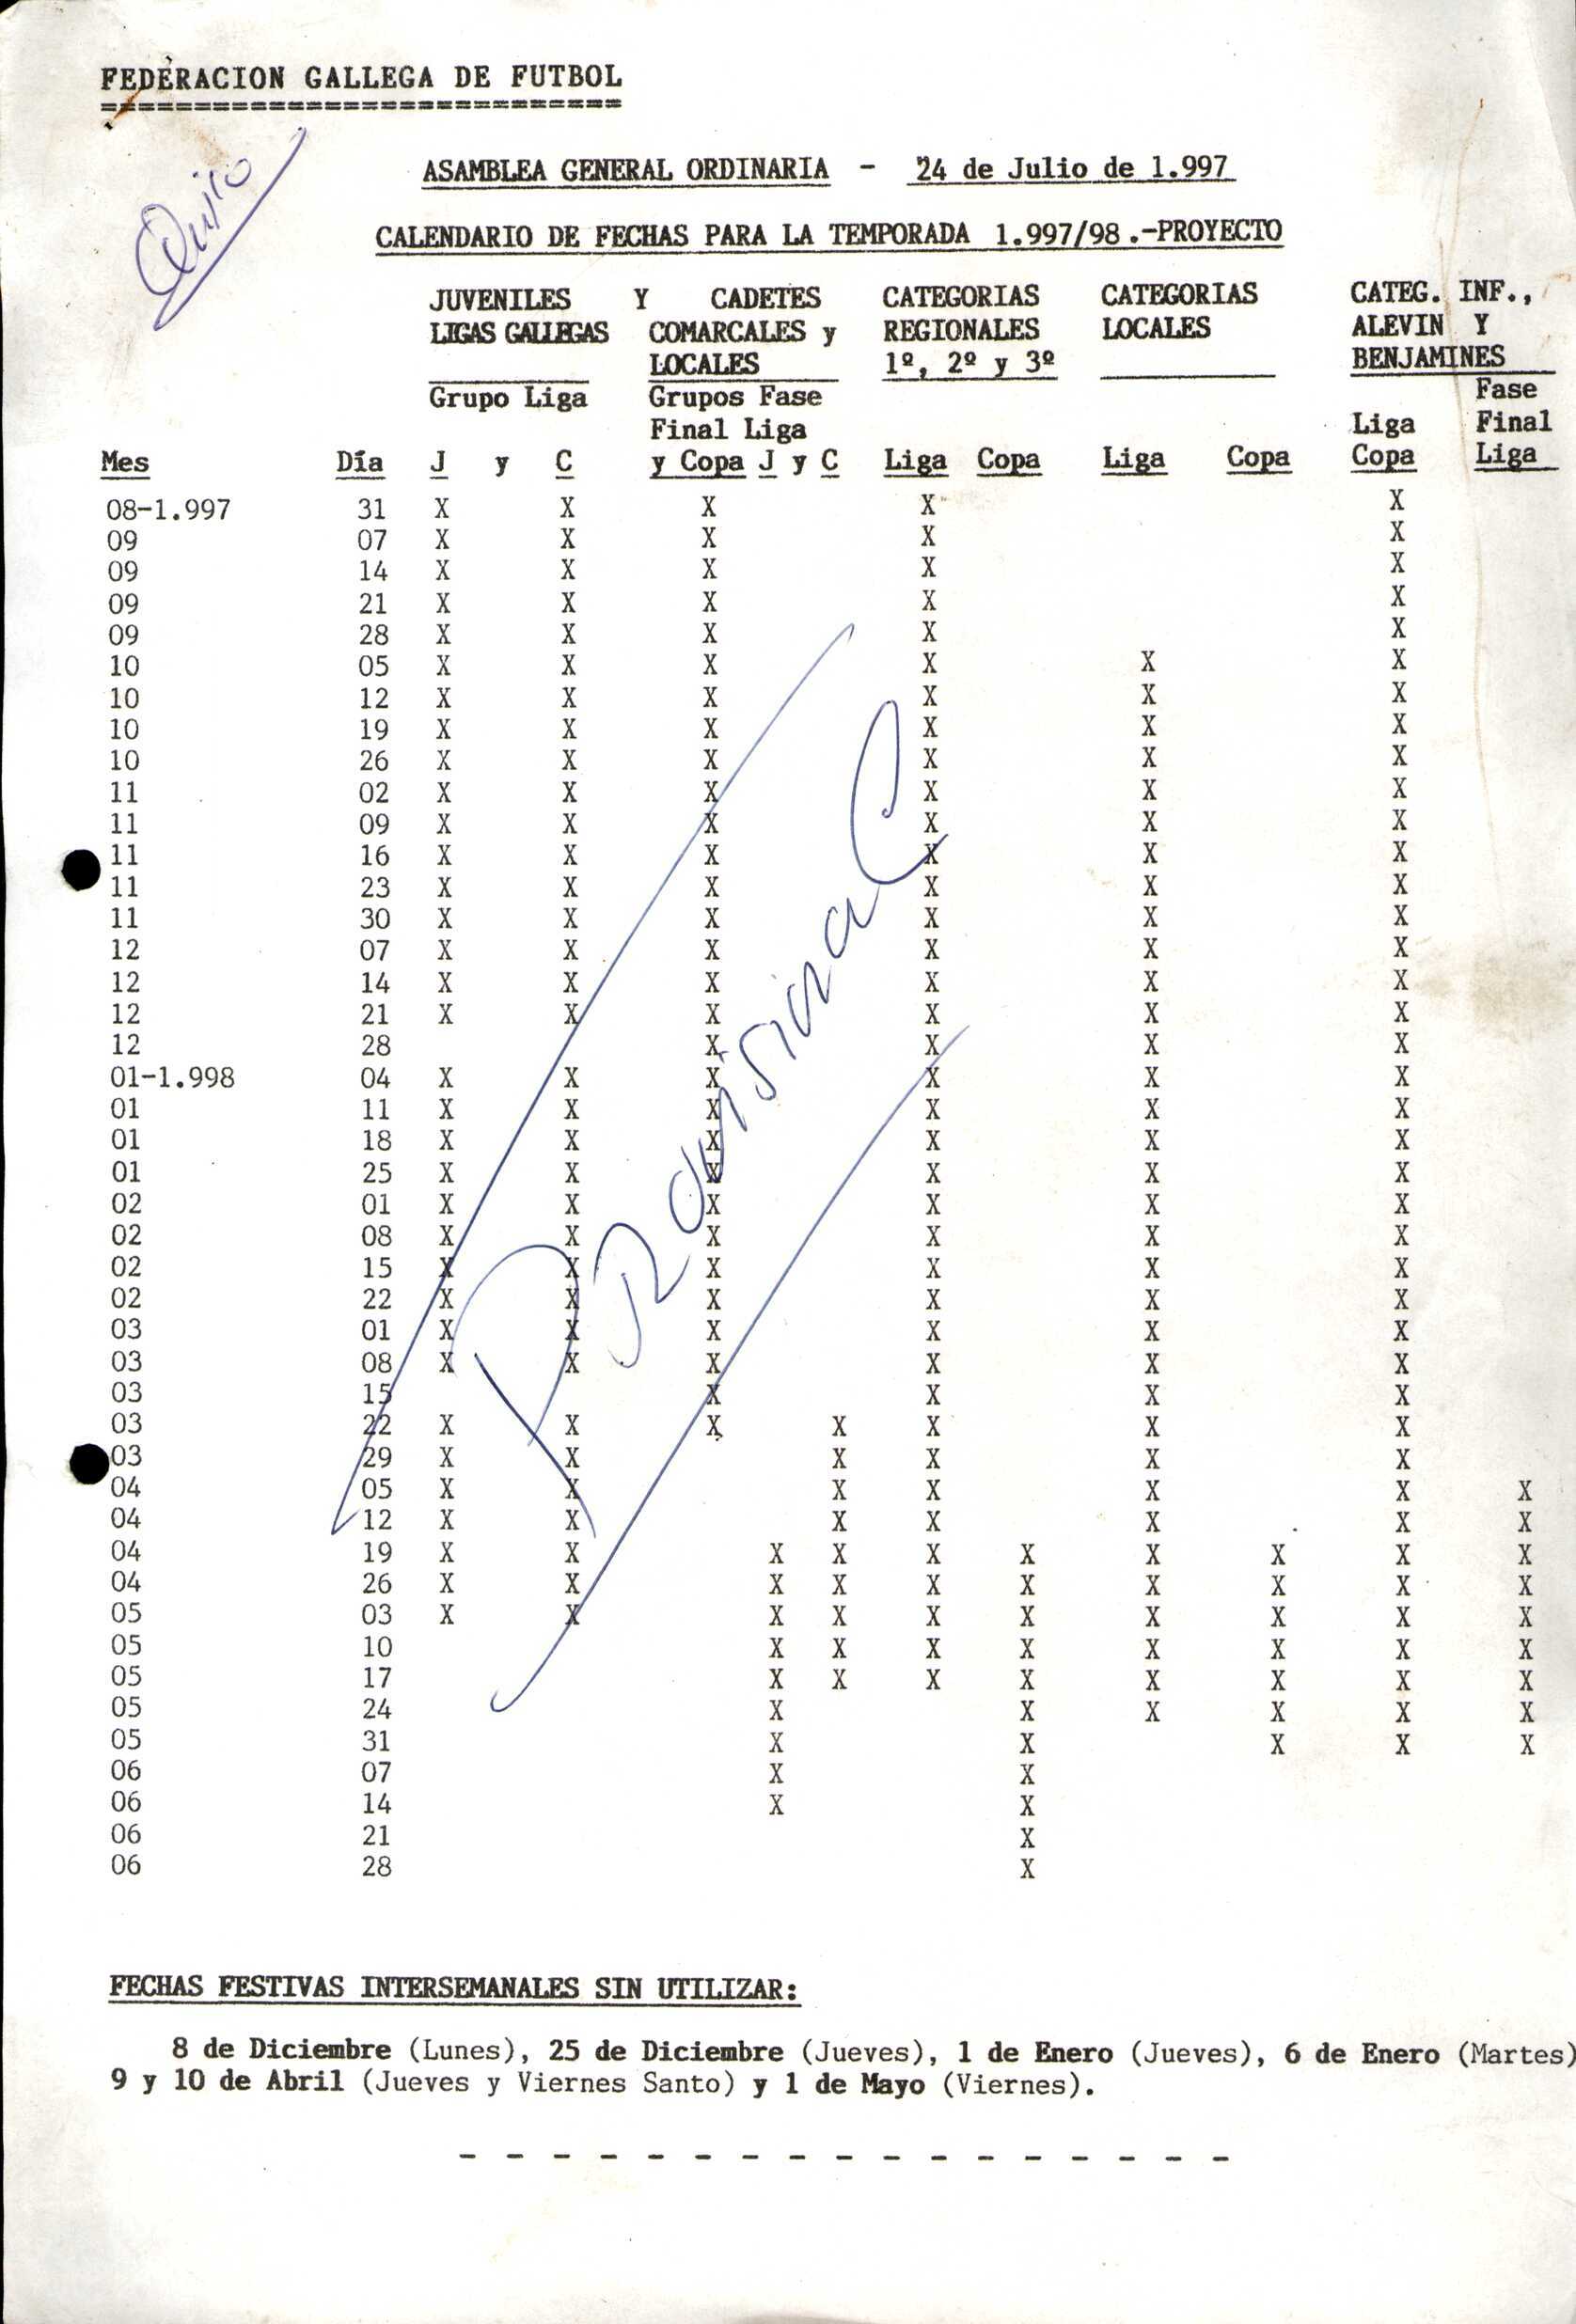 FEDERACION GALLEGA DE FUTBOL
============================
Quiro
ASAMBLEA GENERAL ORDINARIA - 24 de Julio de 1.997
CALENDARIO DE FECHAS PARA LA TEMPORADA 1.997/98.-PROYECTO
JUVENILES Y CADETES CATEGORIAS CATEGORIAS CATEG. INF.,
LIGAS GALLEGAS COMARCALES y REGIONALES LOCALES ALEVIN Y
LOCALES 1º, 2º y 3º BENJAMINES
Grupo Liga Grupos Fase Fase
Final Liga Liga Final
Mes Día J y C y Copa J y C Liga Copa Liga Copa Copa Liga
08-1.997 31 X X X X X
09 07 X X X X X
09 14 X X X X X
09 21 X X X X X
09 28 X X X X X
10 05 X X X X X X
10 12 X X X X X X
10 19 X X X X X X
10 26 X X X X X X
11 02 X X X X X X
11 09 X X X X X X
11 16 X X X X X X
11 23 X X X X X X
11 30 X X X X X X
12 07 X X X X X X
12 14 X X X X X X
12 21 X X X X X X
12 28 X X X X
01-1.998 04 X X X X X X
01 11 X X X X X X
01 18 X X X X X X
01 25 X X X X X X
02 01 X X X X X X
02 08 X X X X X X
02 15 X X X X X X
02 22 X X X X X X
03 01 X X X X X X
03 08 X X X X X X
03 15 X X X X
03 22 X X X X X X X
03 29 X X X X X X
04 05 X X X X X X X
04 12 X X X X X X X
04 19 X X X X X X X X X X
04 26 X X X X X X X X X X
05 03 X X X X X X X X X X
05 10 X X X X X X X X
05 17 X X X X X X X X
05 24 X X X X X X
05 31 X X X X X
06 07 X X
06 14 X X
06 21 X
06 28 X
Provisional
FECHAS FESTIVAS INTERSEMANALES SIN UTILIZAR:
8 de Diciembre (Lunes), 25 de Diciembre (Jueves), 1 de Enero (Jueves), 6 de Enero (Martes)
9 y 10 de Abril (Jueves y Viernes Santo) y 1 de Mayo (Viernes).
- - - - - - - - - - - - - - - - -